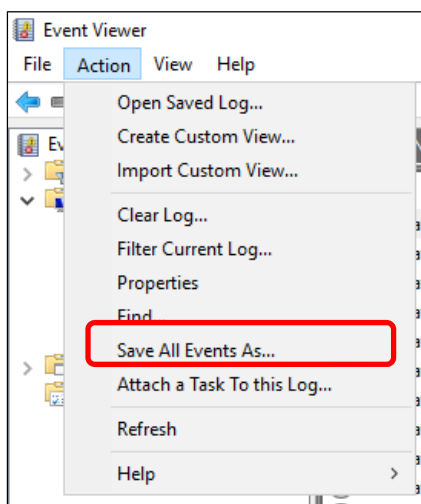 Event Viewer
File Action View Help
Open Saved Log...
Create Custom View...
Import Custom View...
Clear Log...
Filter Current Log...
Properties
Find...
Save All Events As...
Attach a Task To this Log...
Refresh
Help